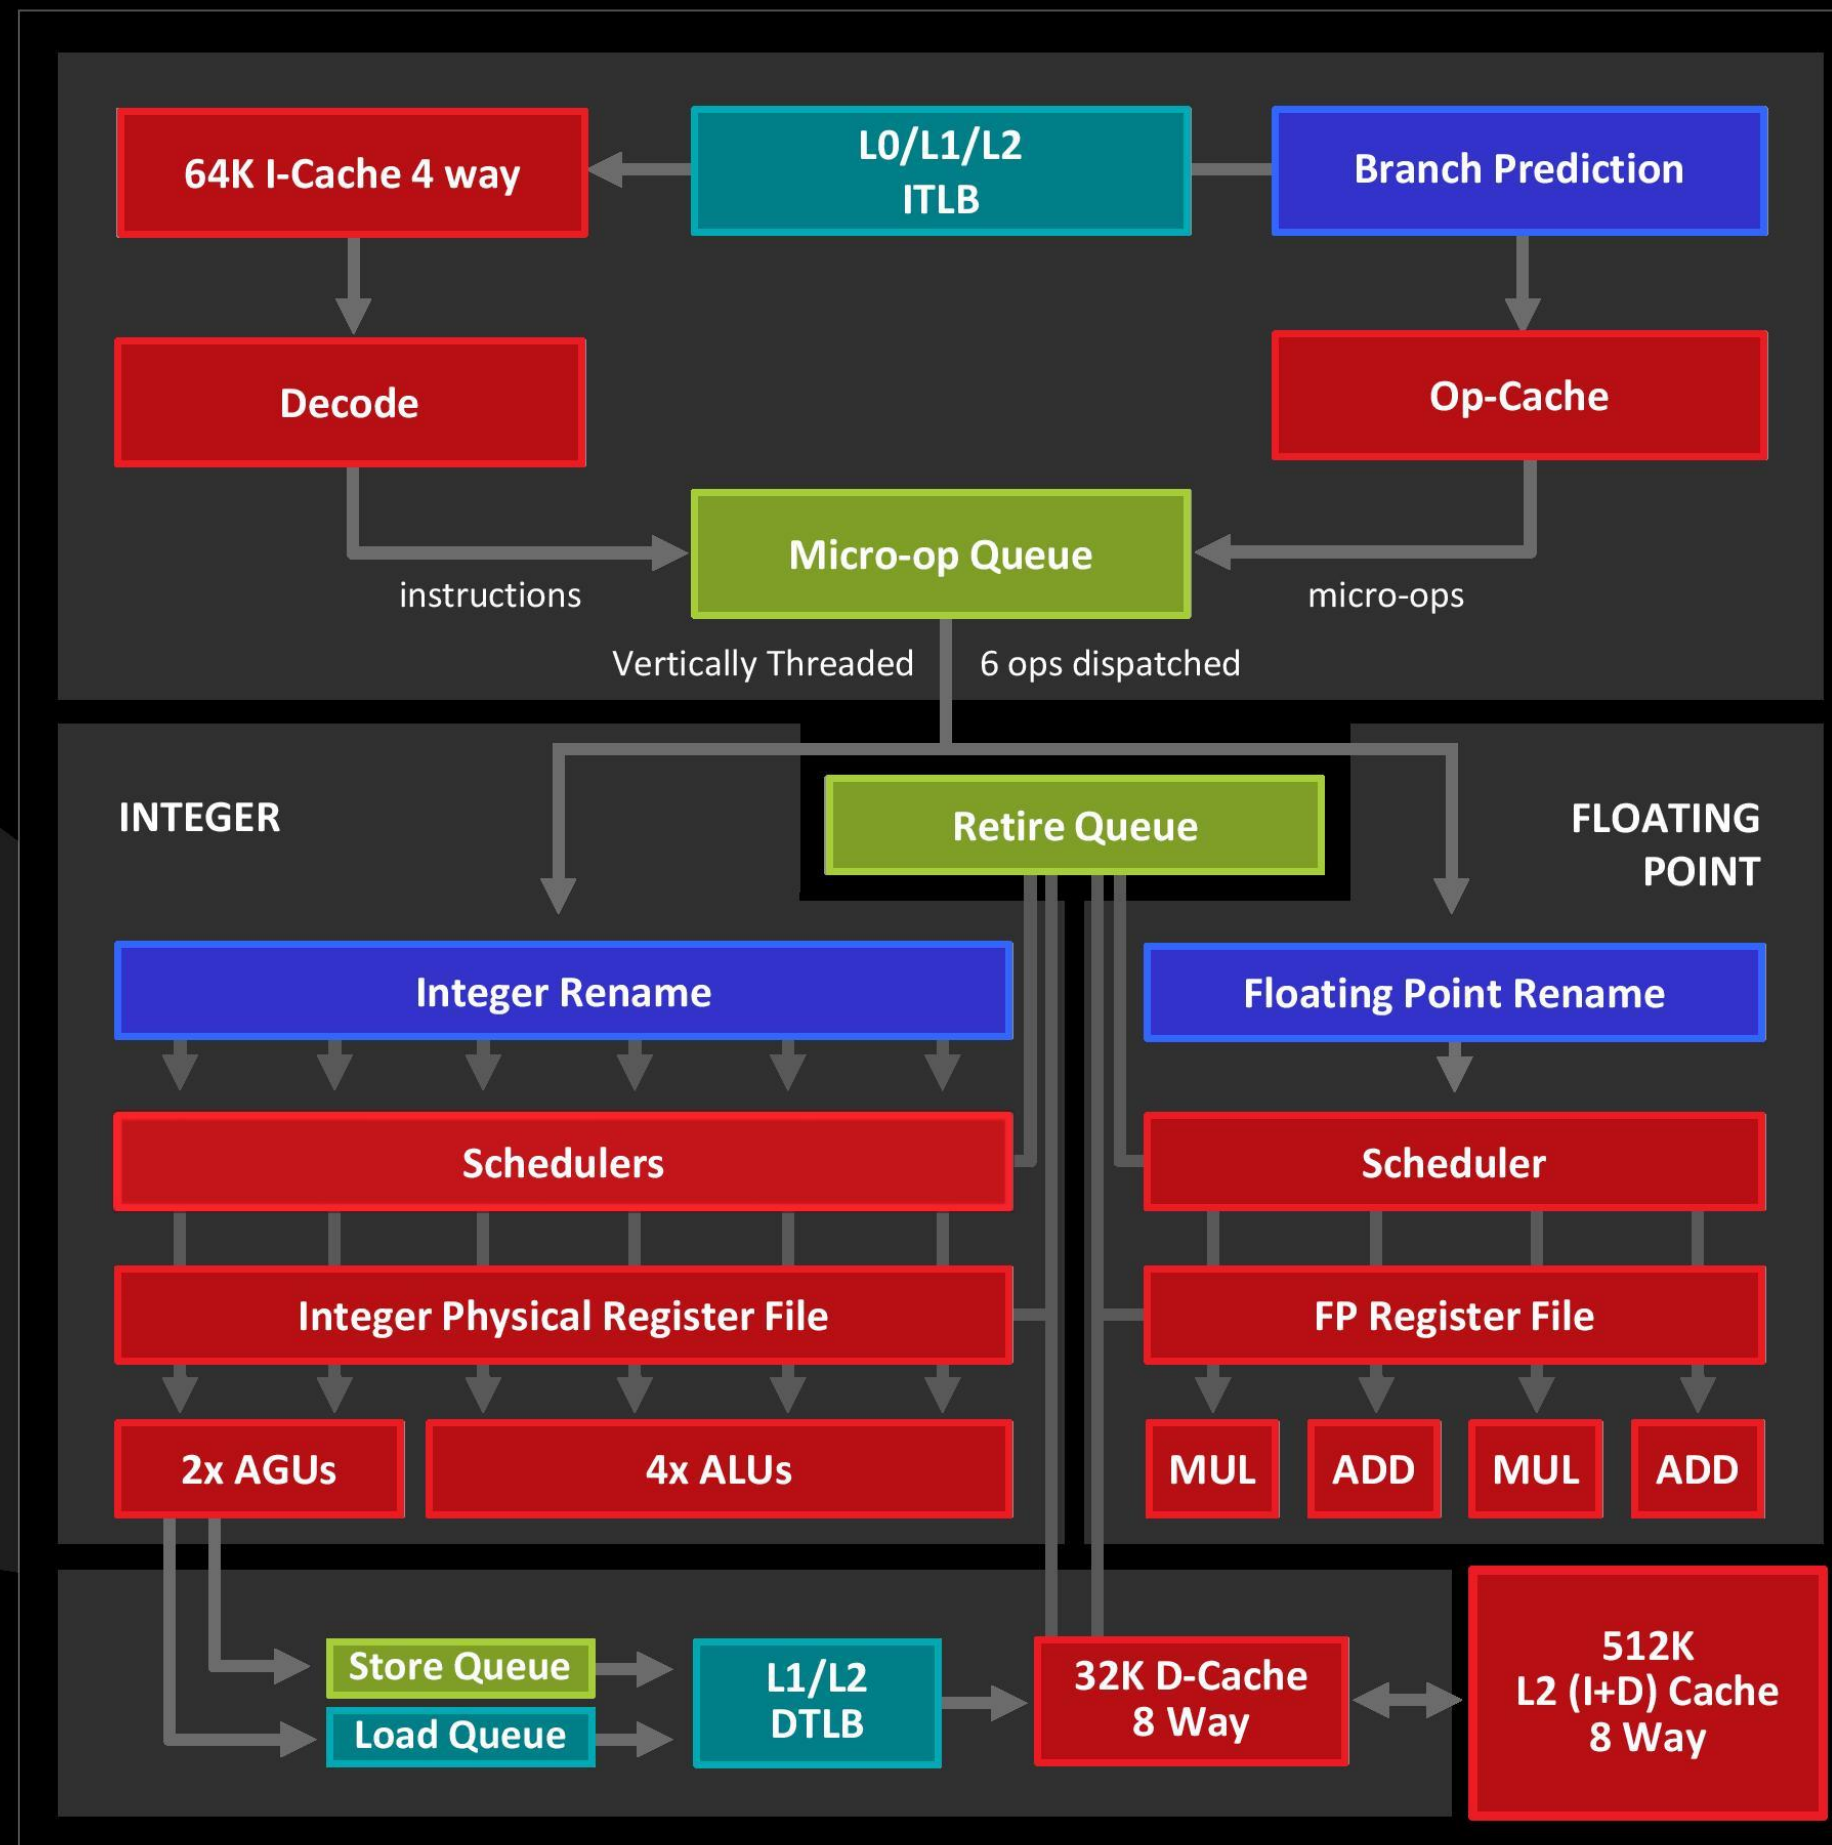 64K I-Cache 4 way
L0/L1/L2
ITLB
Branch Prediction
Decode
Op-Cache
Micro-op Queue
instructions
micro-ops
Vertically Threaded
6 ops dispatched
INTEGER
Retire Queue
FLOATING
POINT
Integer Rename
Floating Point Rename
Schedulers
Scheduler
Integer Physical Register File
FP Register File
2x AGUs
4x ALUs
MUL
ADD
MUL
ADD
Store Queue
Load Queue
L1/L2
DTLB
32K D-Cache
8 Way
512K
L2 (I+D) Cache
8 Way